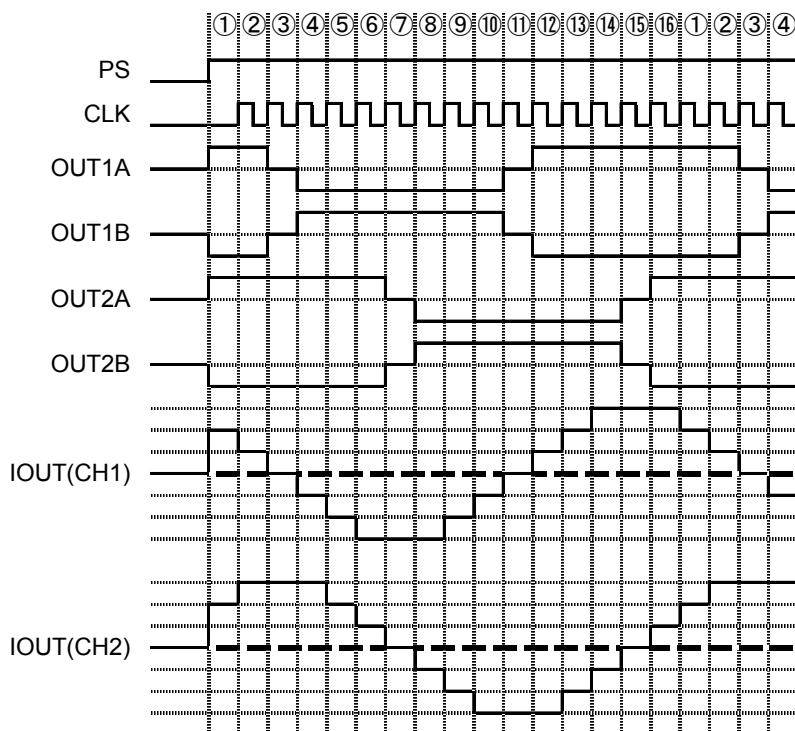 ①②③④⑤⑥⑦⑧⑨⑩⑪⑫⑬⑭⑮⑯①②③④
PS
CLK
OUT1A
OUT1B
OUT2A
OUT2B
IOUT(CH1)
IOUT(CH2)